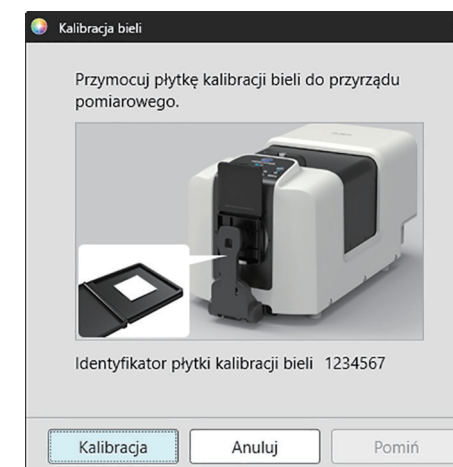 Kalibracja bieli
Przymocuj płytkę kalibracji bieli do przyrządu
pomiarowego.
Identyfikator płytki kalibracji bieli 1234567
Kalibracja
Anuluj
Pomiń